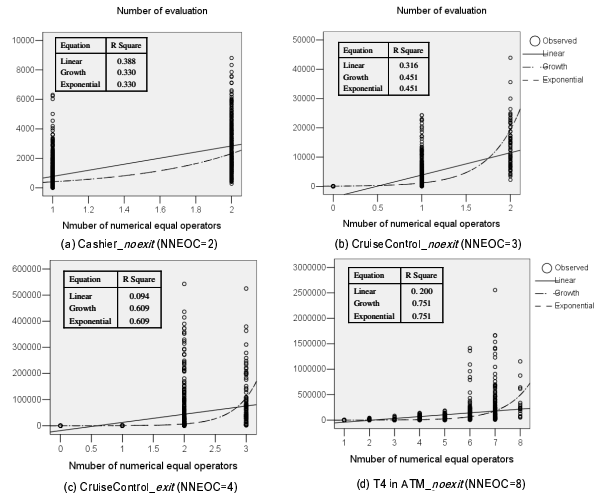 Number of evaluation
Number of evaluation
10000
8000
6000
4000
2000
0
Equation R Square
Linear 0.388
Growth 0.330
Exponential 0.330
1 1.2 1.4 1.6 1.8 2
Nmuber of numerical equal operators
(a) Cashier_noexit (NNEOC=2)
50000
40000
30000
20000
10000
0
Equation R Square
Linear 0.316
Growth 0.451
Exponential 0.451
0 0.5 1 1.5 2
Nmuber of numerical equal operators
(b) CruiseControl_noexit (NNEOC=3)
Observed
Linear
Growth
Exponential
600000
500000
400000
300000
200000
100000
0
Equation R Square
Linear 0.094
Growth 0.609
Exponential 0.609
0 0.5 1 1.5 2 2.5 3
Nmuber of numerical equal operators
(c) CruiseControl_exit (NNEOC=4)
3000000
2500000
2000000
1500000
1000000
500000
0
Equation R Square
Linear 0. 200
Growth 0.751
Exponential 0.751
1 2 3 4 5 6 7 8
Nmuber of numerical equal operators
(d) T4 in ATM_noexit (NNEOC=8)
Observed
Linear
Growth
Exponential